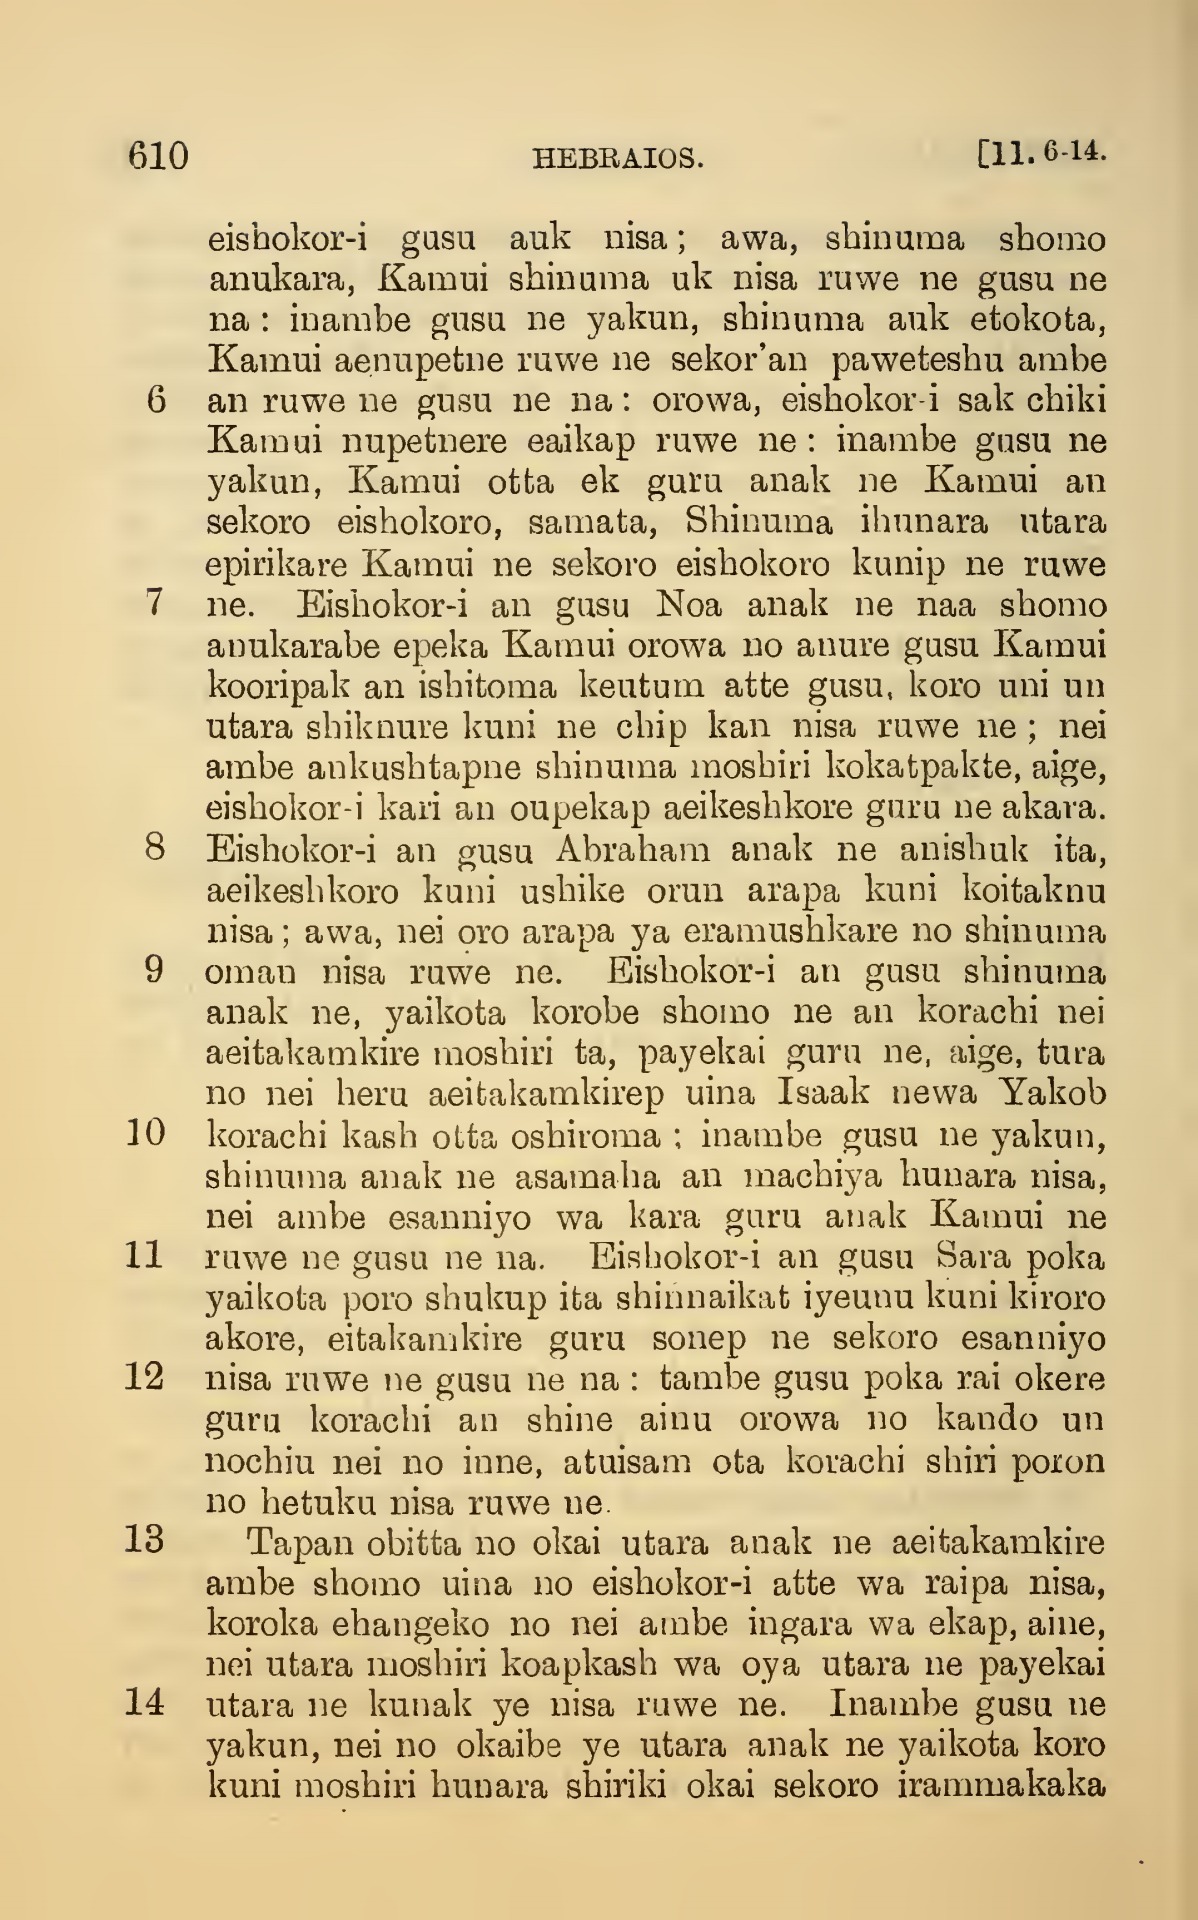 610 HEBRAIOS. [11. 6-14.
eishokor-i gusu auk nisa; awa, shinuma shomo
anukara, Kamui shinuma uk nisa ruwe ne gusu ne
na: inambe gusu ne yakun, shinuma auk etokota,
Kamui aenupetne ruwe ne sekor'an paweteshu ambe
6 an ruwe ne gusu ne na: orowa, eishokor-i sak chiki
Kamui nupetnere eaikap ruwe ne: inambe gusu ne
yakun, Kamui otta ek guru anak ne Kamui an
sekoro eishokoro, samata, Shinuma ihunara utara
epirikare Kamui ne sekoro eishokoro kunip ne ruwe
7 ne. Eishokor-i an gusu Noa anak ne naa shomo
anukarabe epeka Kamui orowa no anure gusu Kamui
kooripak an ishitoma keutum atte gusu, koro uni un
utara shiknure kuni ne chip kan nisa ruwe ne; nei
ambe ankushtapne shinuma moshiri kokatpakte, aige,
eishokor-i kari an oupekap aeikeshkore guru ne akara.
8 Eishokor-i an gusu Abraham anak ne anishuk ita,
aeikeshkoro kuni ushike orun arapa kuni koitaknu
nisa; awa, nei oro arapa ya eramushkare no shinuma
9 oman nisa ruwe ne. Eishokor-i an gusu shinuma
anak ne, yaikota korobe shomo ne an korachi nei
aeitakamkire moshiri ta, payekai guru ne, aige, tura
no nei heru aeitakamkirep uina Isaak newa Yakob
10 korachi kash otta oshiroma; inambe gusu ne yakun,
shinuma anak ne asamaha an machiya hunara nisa,
nei ambe esanniyo wa kara guru anak Kamui ne
11 ruwe ne gusu ne na. Eishokor-i an gusu Sara poka
yaikota poro shukup ita shinnaikat iyeunu kuni kiroro
akore, eitakamkire guru sonep ne sekoro esanniyo
12 nisa ruwe ne gusu ne na: tambe gusu poka rai okere
guru korachi an shine ainu orowa no kando un
nochiu nei no inne, atuisam ota korachi shiri poron
no hetuku nisa ruwe ne.
13 Tapan obitta no okai utara anak ne aeitakamkire
ambe shomo uina no eishokor-i atte wa raipa nisa,
koroka ehangeko no nei ambe ingara wa ekap, aine,
nei utara moshiri koapkash wa oya utara ne payekai
14 utara ne kunak ye nisa ruwe ne. Inambe gusu ne
yakun, nei no okaibe ye utara anak ne yaikota koro
kuni moshiri hunara shiriki okai sekoro irammakaka